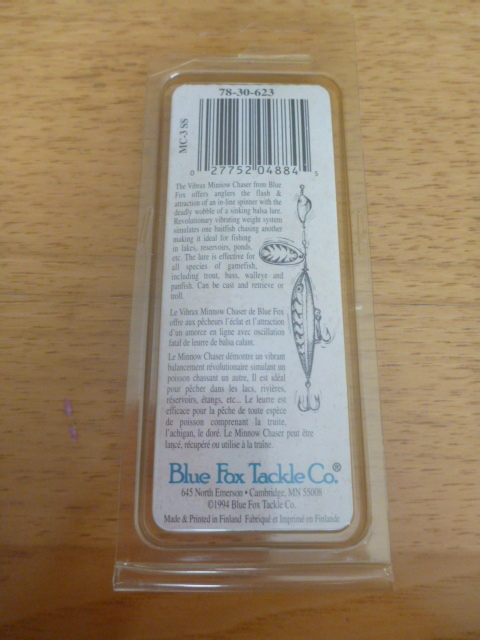 78-30-623
MC-3 SS
0 27752 04884 5
The Vibrax Minnow Chaser from Blue
Fox offers anglers the flash &
attraction of an in-line spinner with the
deadly wobble of a sinking balsa lure.
Revolutionary vibrating weight system
simulates one baitfish chasing another
making it ideal for fishing
in lakes, reservoirs, ponds,
etc. The lure is effective for
all species of gamefish,
including trout, bass, walleye and
panfish. Can be cast and retrieve or
troll.
Le Vibrax Minnow Chaser de Blue Fox
offre aux pêcheurs l'éclat et l'attraction
d'un amorce en ligne avec oscillation
fatal de leurre de balsa calant.
Le Minnow Chaser démontre un vibrant
balancement révolutionaire simulant un
poisson chassant un autre, Il est idéal
pour pêcher dans les lacs, rivières,
réservoirs, étangs, etc... Le leurre est
efficace pour la pêche de toute espèce
de poisson comprenant la truite,
l'achigan, le doré. Le Minnow Chaser peut être
lancé, récupéré ou utilise à la traîne.
Blue Fox Tackle Co.®
645 North Emerson • Cambridge, MN 55008
©1994 Blue Fox Tackle Co.
Made & Printed in Finland Fabriqué et Imprimé en Finlande